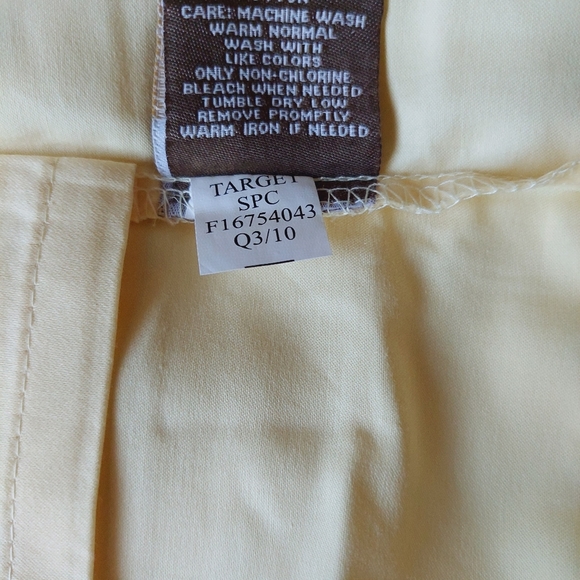 CARE: MACHINE WASH
WARM NORMAL
WASH WITH
LIKE COLORS
ONLY NON-CHLORINE
BLEACH WHEN NEEDED
TUMBLE DRY LOW
REMOVE PROMPTLY
WARM IRON IF NEEDED
TARGET
SPC
F16754043
Q3/10